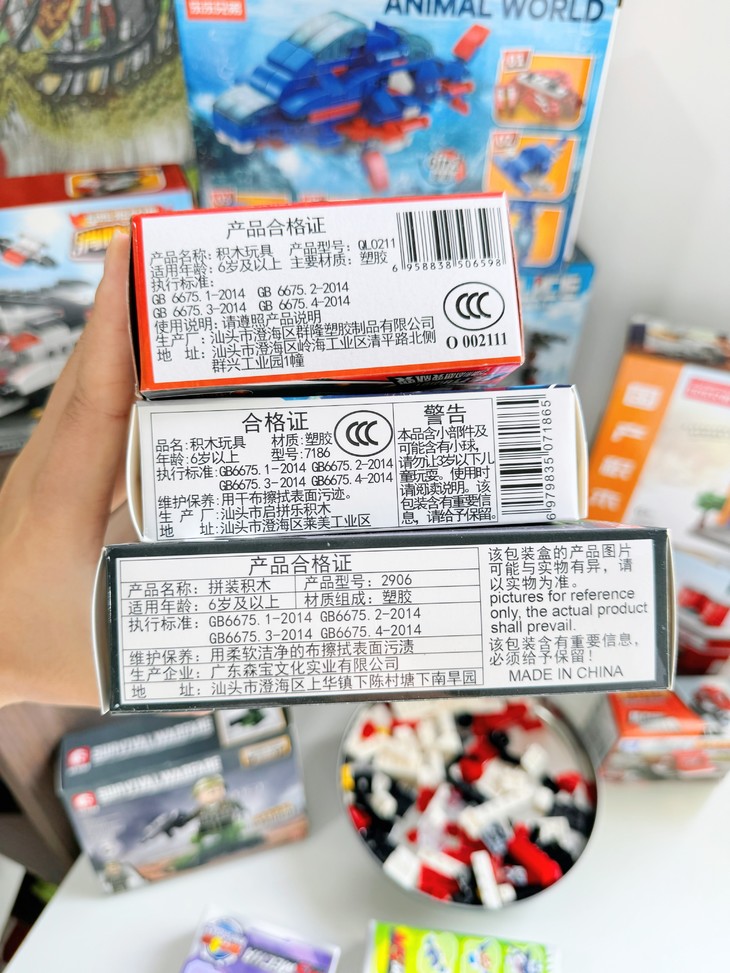 ANIMAL WORLD
产品合格证
产品名称：积木玩具 产品型号：QL0211
适用年龄：6岁及以上 主要材质：塑胶
执行标准：
GB 6675.1-2014 GB 6675.2-2014
GB 6675.3-2014 GB 6675.4-2014
使用说明：请遵照产品说明
生产厂：汕头市澄海区群隆塑胶制品有限公司
地 址：汕头市澄海区岭海工业区清平路北侧
群兴工业园1幢
6 958838 506598
CCC
O 002111
合格证
品名：积木玩具 材质：塑胶
年龄：6岁以上 型号：7186
执行标准：GB6675.1-2014 GB6675.2-2014
GB6675.3-2014 GB6675.4-2014
维护保养：用干布擦拭表面污迹。
生 产 厂：汕头市启拼乐积木
地 址：汕头市澄海区莱美工业区
CCC
警告
本品含小部件及
可能含有小球，
请勿让3岁以下儿
童玩耍。使用时
请阅读说明。该
包装含有重要信
息，请给予保留。
6 979835 071865
产品合格证
产品名称：拼装积木 产品型号：2906
适用年龄：6岁及以上 材质组成：塑胶
执行标准：GB6675.1-2014 GB6675.2-2014
GB6675.3-2014 GB6675.4-2014
维护保养：用柔软洁净的布擦拭表面污渍
生产企业：广东森宝文化实业有限公司
地 址：汕头市澄海区上华镇下陈村塘下南旱园
该包装盒的产品图片
可能与实物有异，请
以实物为准。
pictures for reference
only, the actual product
shall prevail.
该包装含有重要信息，
必须给予保留！
MADE IN CHINA
国产积木
SURVIVAL WARFARE
SURVIVAL WARFARE